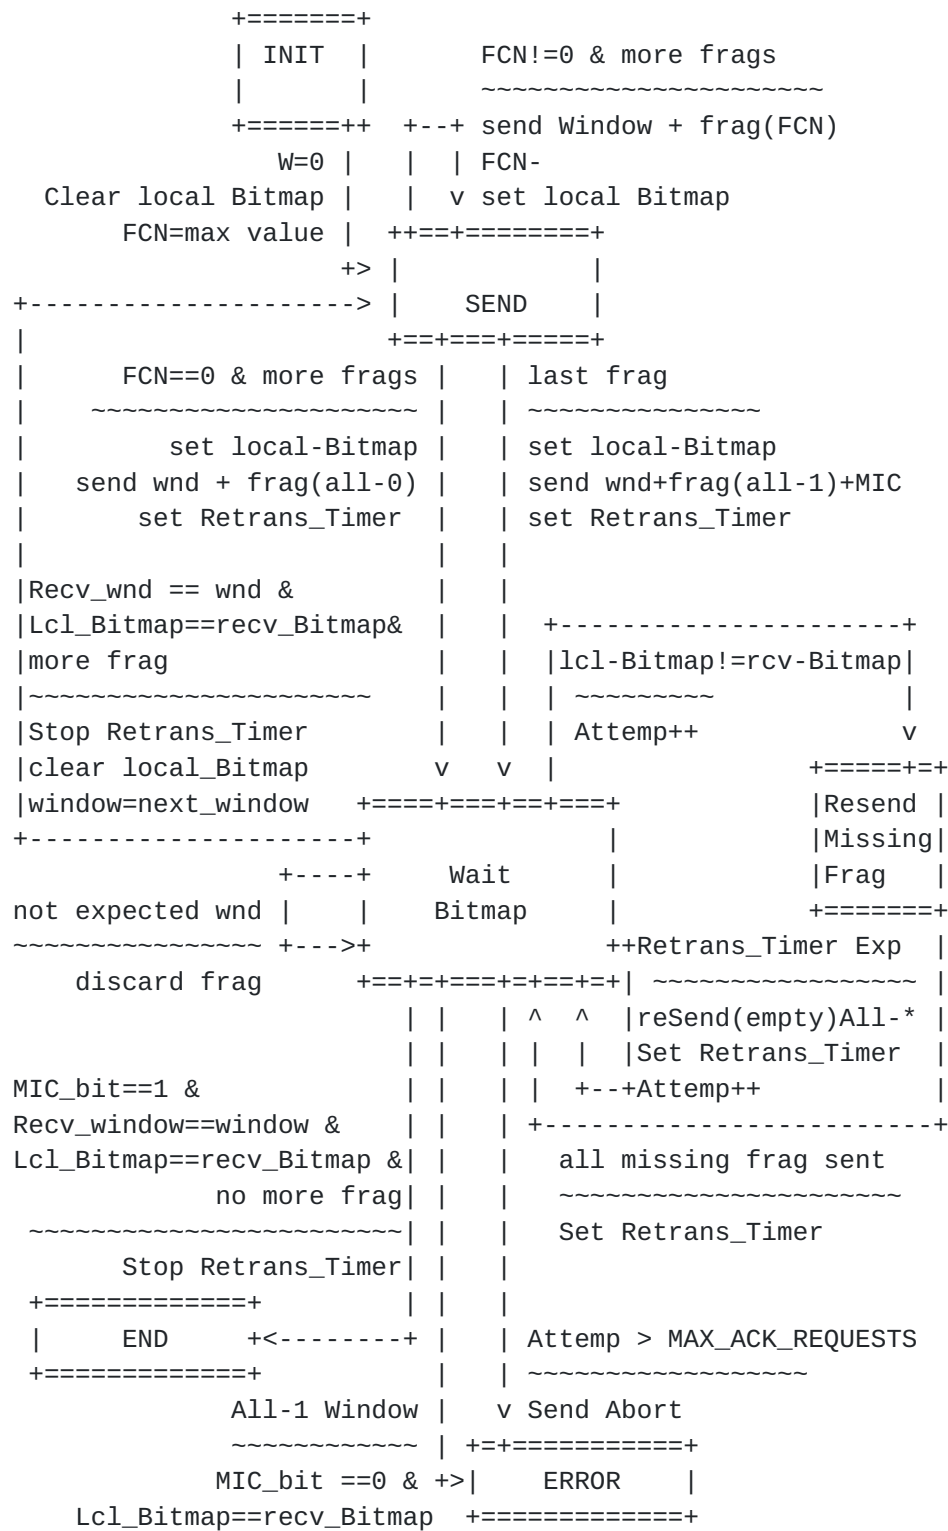 +=======+
               | INIT  |       FCN!=0 & more frags
               |       |       ~~~~~~~~~~~~~~~~~~~~~~
               +======++  +--+ send Window + frag(FCN)
                  W=0 |   |  | FCN-
   Clear local Bitmap |   |  v set local Bitmap
        FCN=max value |  ++==+========+
                      +> |            |
 +---------------------> |    SEND    |
 |                       +==+===+=====+
 |      FCN==0 & more frags |   | last frag
 |    ~~~~~~~~~~~~~~~~~~~~~ |   | ~~~~~~~~~~~~~~~
 |         set local-Bitmap |   | set local-Bitmap
 |   send wnd + frag(all-0) |   | send wnd+frag(all-1)+MIC
 |       set Retrans_Timer  |   | set Retrans_Timer
 |                          |   |
 |Recv_wnd == wnd &         |   |
 |Lcl_Bitmap==recv_Bitmap&  |   |  +----------------------+
 |more frag                 |   |  |lcl-Bitmap!=rcv-Bitmap|
 |~~~~~~~~~~~~~~~~~~~~~~    |   |  | ~~~~~~~~~            |
 |Stop Retrans_Timer        |   |  | Attemp++             v
 |clear local_Bitmap        v   v  |                +=====+=+
 |window=next_window   +====+===+==+===+            |Resend |
 +---------------------+               |            |Missing|
                  +----+     Wait      |            |Frag   |
 not expected wnd |    |    Bitmap     |            +=======+
 ~~~~~~~~~~~~~~~~ +--->+               ++Retrans_Timer Exp  |
     discard frag      +==+=+===+=+==+=+| ~~~~~~~~~~~~~~~~~ |
                          | |   | ^  ^  |reSend(empty)All-* |
                          | |   | |  |  |Set Retrans_Timer  |
 MIC_bit==1 &             | |   | |  +--+Attemp++           |
 Recv_window==window &    | |   | +-------------------------+
 Lcl_Bitmap==recv_Bitmap &| |   |   all missing frag sent
              no more frag| |   |   ~~~~~~~~~~~~~~~~~~~~~~
  ~~~~~~~~~~~~~~~~~~~~~~~~| |   |   Set Retrans_Timer
        Stop Retrans_Timer| |   |
  +=============+         | |   |
  |     END     +<--------+ |   | Attemp > MAX_ACK_REQUESTS
  +=============+           |   | ~~~~~~~~~~~~~~~~~~
               All-1 Window |   v Send Abort
               ~~~~~~~~~~~~ | +=+===========+
              MIC_bit ==0 & +>|    ERROR    |
     Lcl_Bitmap==recv_Bitmap  +=============+